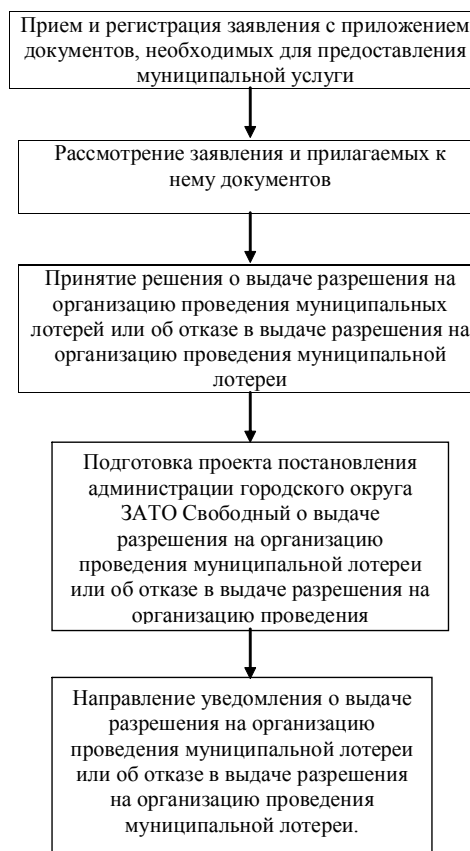 Прием и регистрация заявления с приложением
документов, необходимых для предоставления
муниципальной услуги
Рассмотрение заявления и прилагаемых к
нему документов
Принятие решения о выдаче разрешения на
организацию проведения муниципальных
лотерей или об отказе в выдаче разрешения на
организацию проведения муниципальной
лотереи
Подготовка проекта постановления
администрации городского округа
ЗАТО Свободный о выдаче
разрешения на организацию
проведения муниципальной лотереи
или об отказе в выдаче разрешения на
организацию проведения
Направление уведомления о выдаче
разрешения на организацию
проведения муниципальной лотереи
или об отказе в выдаче разрешения
на организацию проведения
муниципальной лотереи.